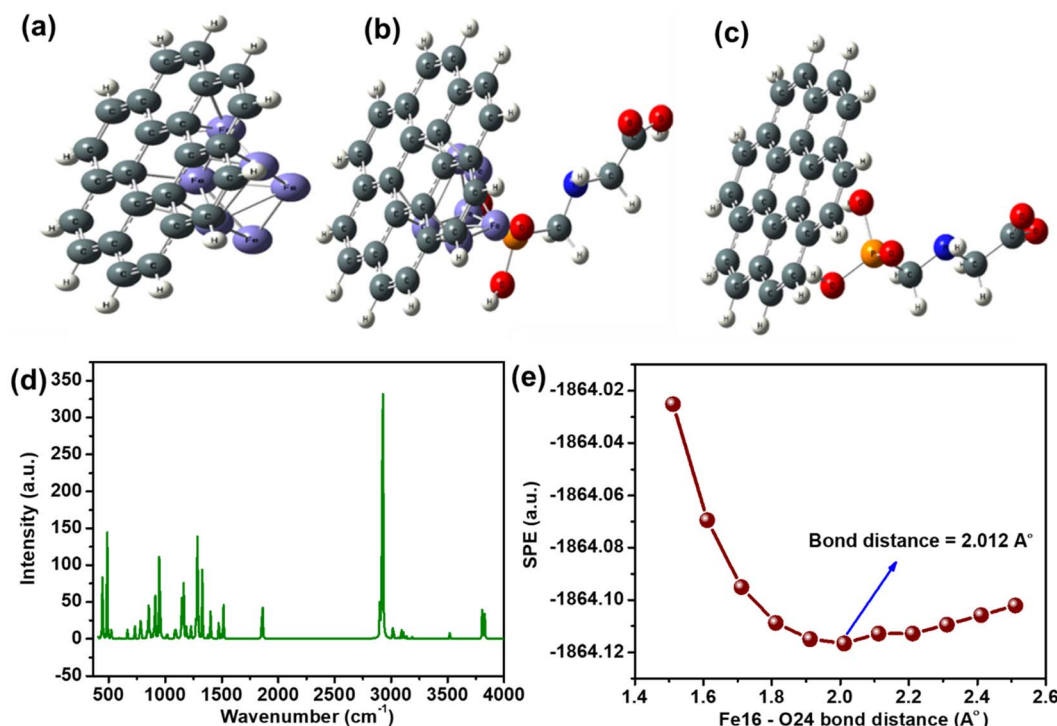 (a)
(b)
(c)
(d)
350
300
250
200
150
100
50
0
-50
Intensity (a.u.)
500 1000 1500 2000 2500 3000 3500 4000
Wavenumber (cm⁻¹)
(e)
-1864.02
-1864.04
-1864.06
-1864.08
-1864.10
-1864.12
SPE (a.u.)
Bond distance = 2.012 A°
1.4 1.6 1.8 2.0 2.2 2.4 2.6
Fe16 - O24 bond distance (A°)